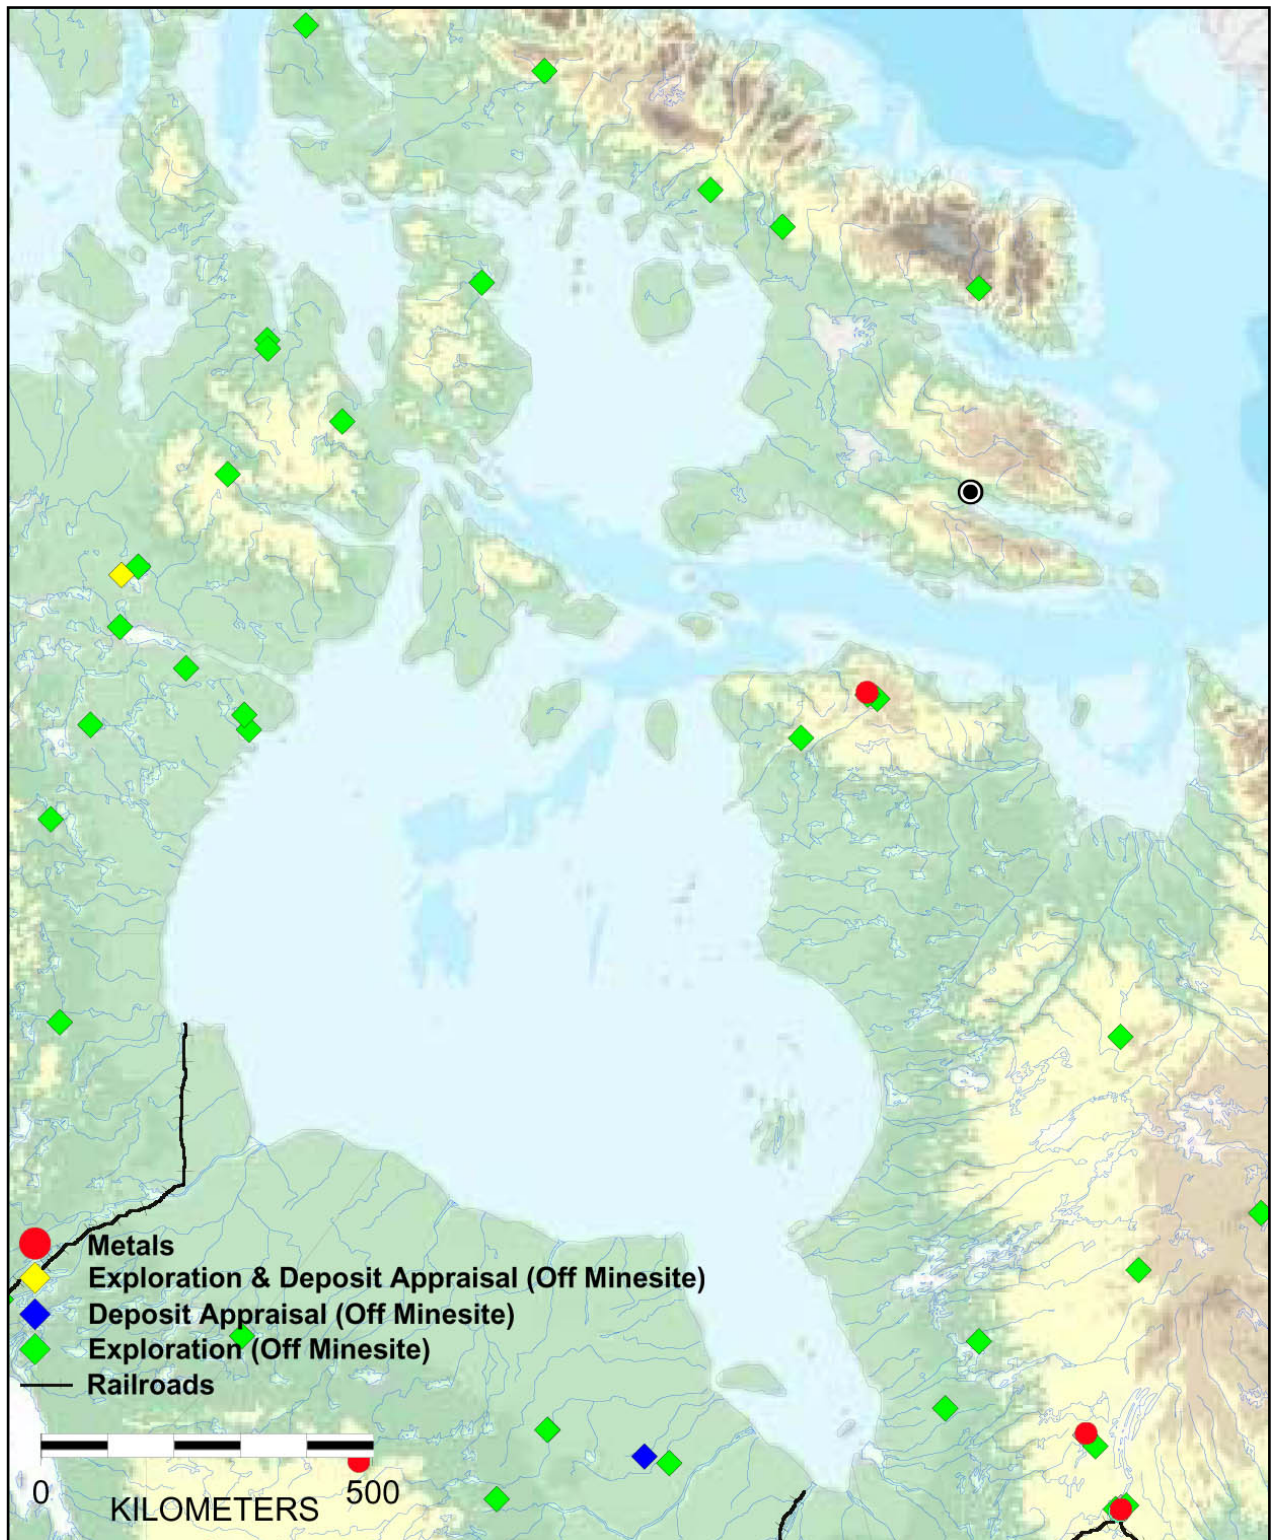 Metals
Exploration & Deposit Appraisal (Off Minesite)
Deposit Appraisal (Off Minesite)
Exploration (Off Minesite)
Railroads
0 KILOMETERS 500